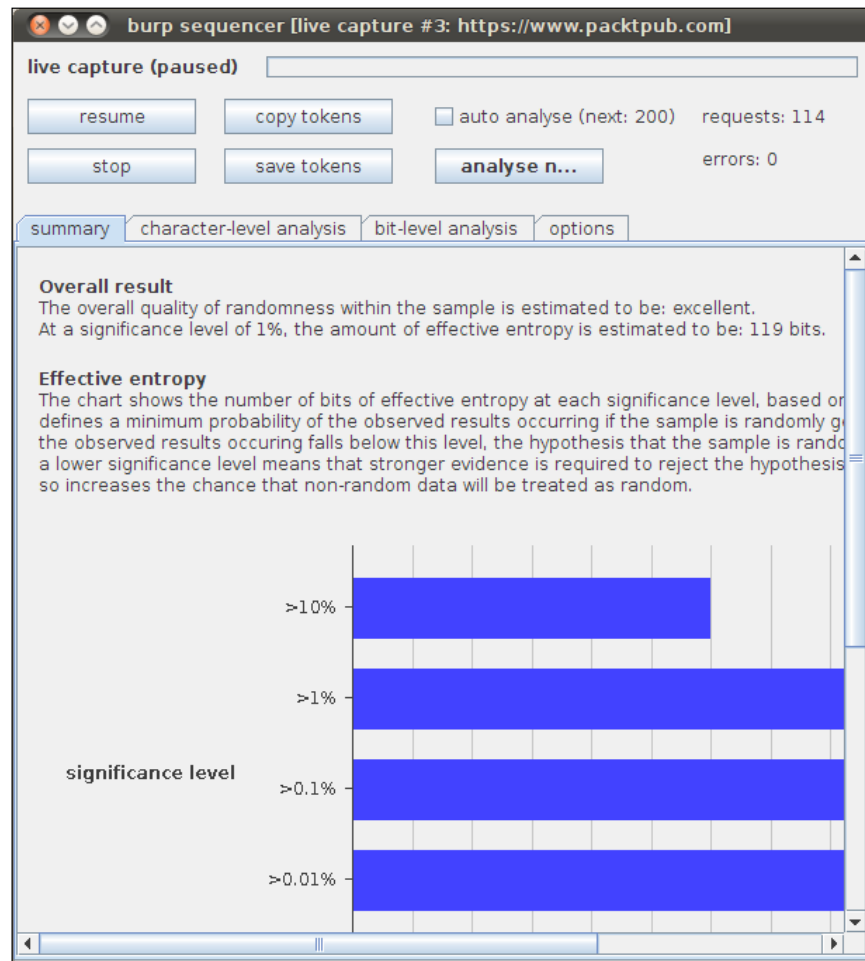 burp sequencer [live capture #3: https://www.packtpub.com]
live capture (paused)
resume
copy tokens
auto analyse (next: 200)
requests: 114
stop
save tokens
analyse n...
errors: 0
summary
character-level analysis
bit-level analysis
options
Overall result
The overall quality of randomness within the sample is estimated to be: excellent.
At a significance level of 1%, the amount of effective entropy is estimated to be: 119 bits.
Effective entropy
The chart shows the number of bits of effective entropy at each significance level, based on
defines a minimum probability of the observed results occurring if the sample is randomly
the observed results occuring falls below this level, the hypothesis that the sample is
a lower significance level means that stronger evidence is required to reject the hypothesis
so increases the chance that non-random data will be treated as random.
>10%
>1%
significance level
>0.1%
>0.01%